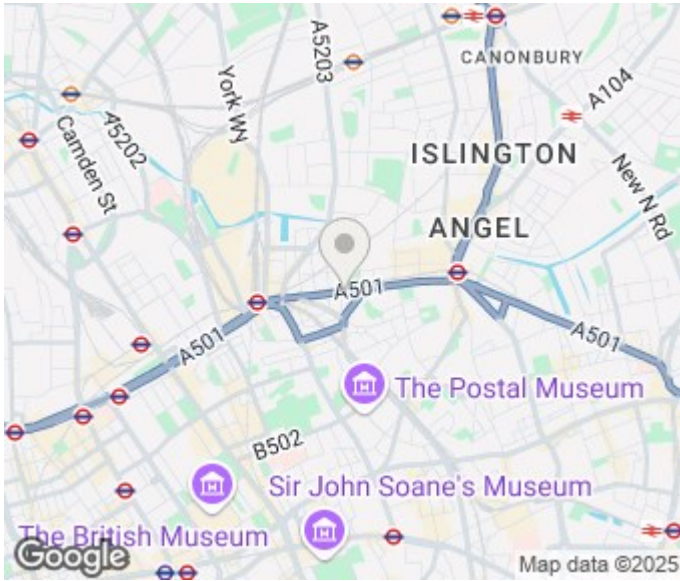 CANONBURY
A5203
York Wy
A104
A5202
Camden St
ISLINGTON
New N Rd
ANGEL
A501
A501
A501
The Postal Museum
B502
Sir John Soane's Museum
The British Museum
Google
Map data ©2025